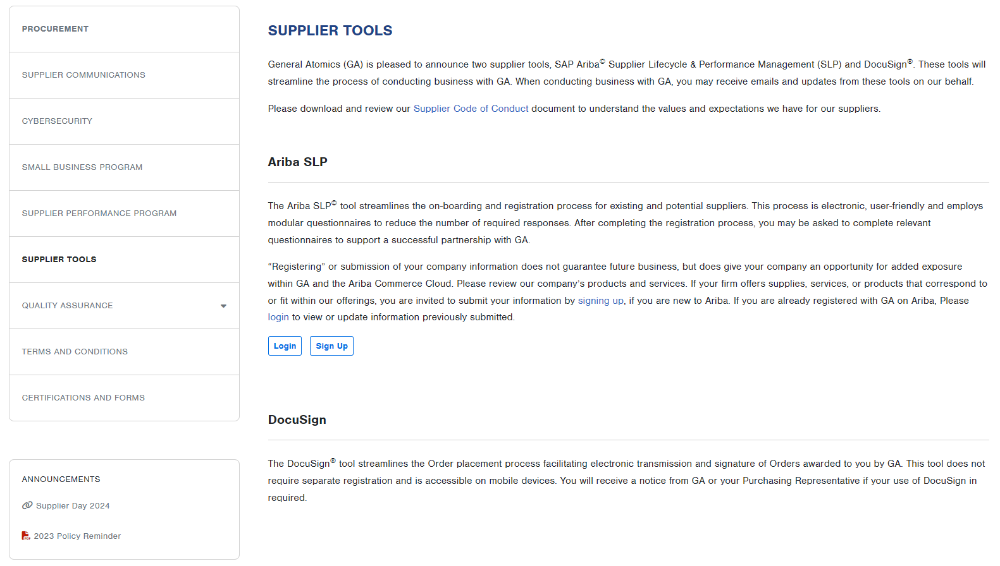 PROCUREMENT
SUPPLIER COMMUNICATIONS
CYBERSECURITY
SMALL BUSINESS PROGRAM
SUPPLIER PERFORMANCE PROGRAM
SUPPLIER TOOLS
QUALITY ASSURANCE
TERMS AND CONDITIONS
CERTIFICATIONS AND FORMS
ANNOUNCEMENTS
Supplier Day 2024
PDF 2023 Policy Reminder
SUPPLIER TOOLS
General Atomics (GA) is pleased to announce two supplier tools, SAP Ariba© Supplier Lifecycle & Performance Management (SLP) and DocuSign®. These tools will
streamline the process of conducting business with GA. When conducting business with GA, you may receive emails and updates from these tools on our behalf.
Please download and review our Supplier Code of Conduct document to understand the values and expectations we have for our suppliers.
Ariba SLP
The Ariba SLP© tool streamlines the on-boarding and registration process for existing and potential suppliers. This process is electronic, user-friendly and employs
modular questionnaires to reduce the number of required responses. After completing the registration process, you may be asked to complete relevant
questionnaires to support a successful partnership with GA.
“Registering” or submission of your company information does not guarantee future business, but does give your company an opportunity for added exposure
within GA and the Ariba Commerce Cloud. Please review our company’s products and services. If your firm offers supplies, services, or products that correspond to
or fit within our offerings, you are invited to submit your information by signing up, if you are new to Ariba. If you are already registered with GA on Ariba, Please
login to view or update information previously submitted.
Login Sign Up
DocuSign
The DocuSign® tool streamlines the Order placement process facilitating electronic transmission and signature of Orders awarded to you by GA. This tool does not
require separate registration and is accessible on mobile devices. You will receive a notice from GA or your Purchasing Representative if your use of DocuSign in
required.